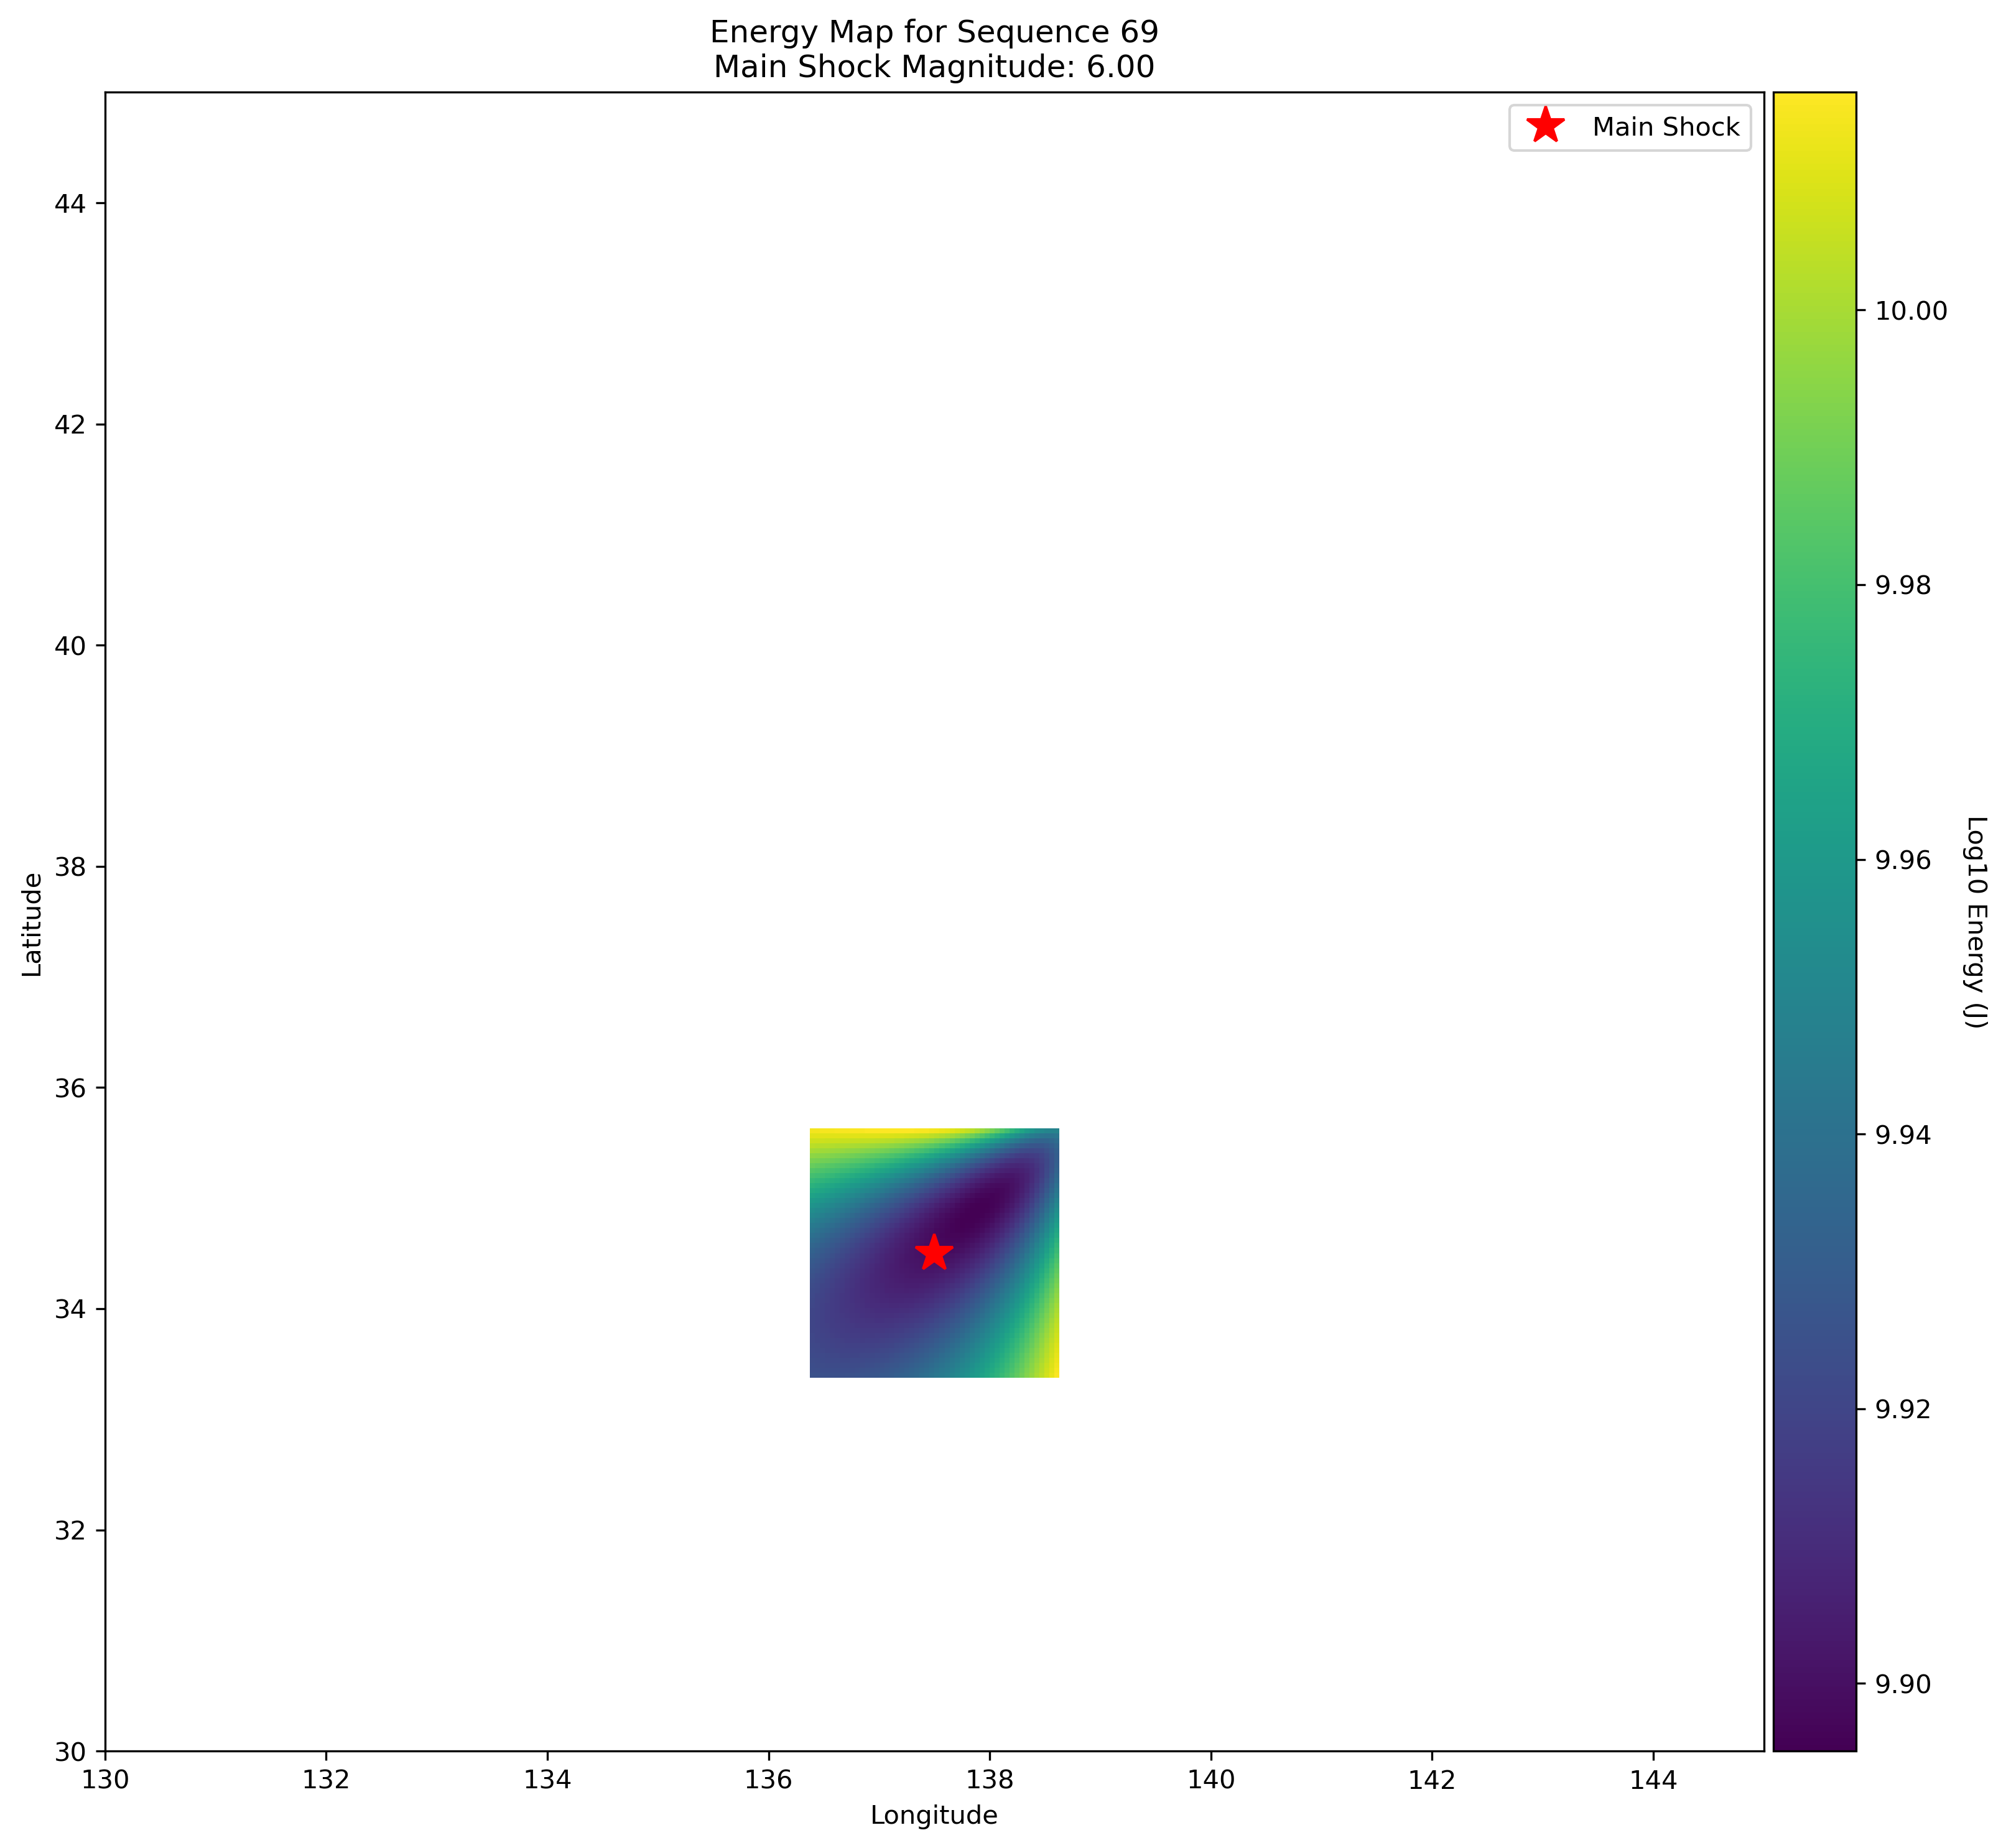 Energy Map for Sequence 69
Main Shock Magnitude: 6.00
Main Shock
44
42
40
38
36
34
32
30
Latitude
130 132 134 136 138 140 142 144
Longitude
10.00
9.98
9.96
9.94
9.92
9.90
Log10 Energy (J)